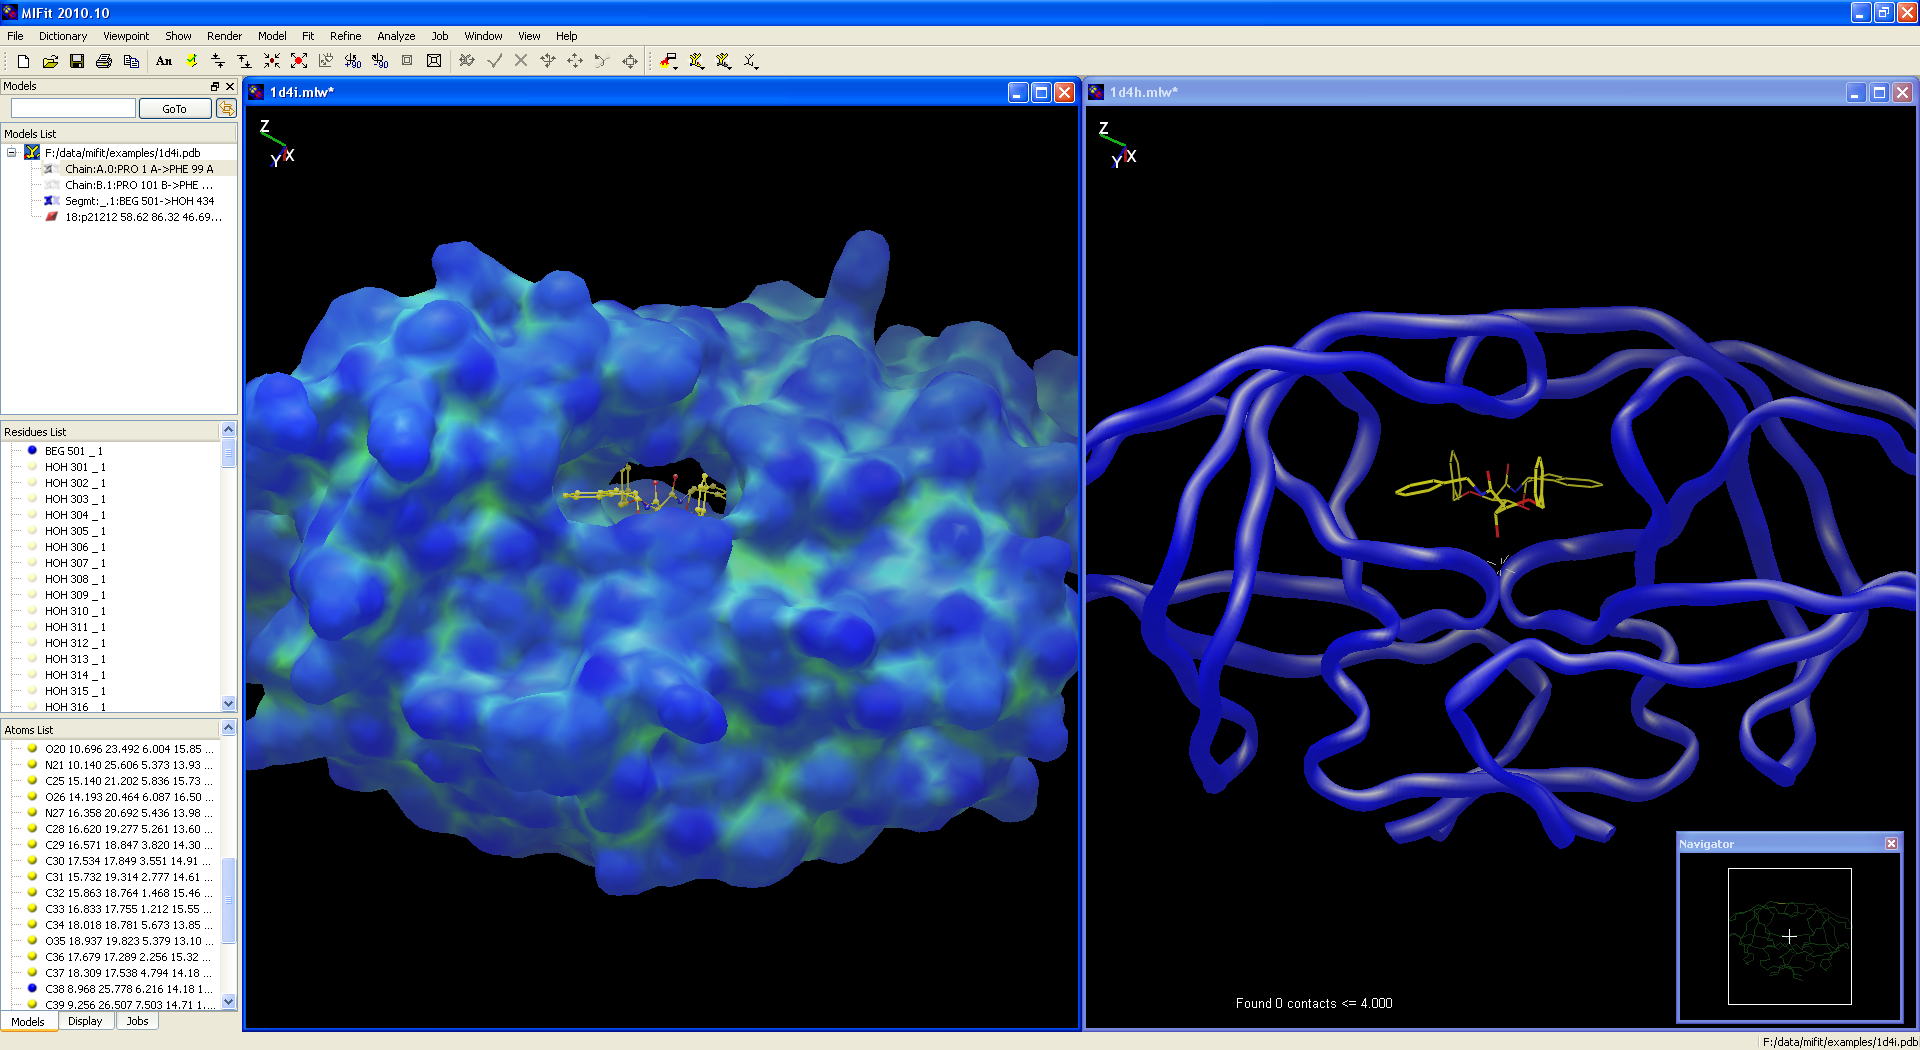 MIFit 2010.10
File Dictionary Viewpoint Show Render Model Fit Refine Analyze Job Window View Help
An
Models
GoTo
Models List
F:/data/mifit/examples/1d4i.pdb
Chain:A.0:PRO 1 A->PHE 99 A
Chain:B.1:PRO 101 B->PHE ...
Segmt:_.1:BEG 501->HOH 434
18:p21212 58.62 86.32 46.69...
Residues List
BEG 501 _ 1
HOH 301 _ 1
HOH 302 _ 1
HOH 303 _ 1
HOH 304 _ 1
HOH 305 _ 1
HOH 306 _ 1
HOH 307 _ 1
HOH 308 _ 1
HOH 309 _ 1
HOH 310 _ 1
HOH 311 _ 1
HOH 312 _ 1
HOH 313 _ 1
HOH 314 _ 1
HOH 315 _ 1
HOH 316 _ 1
Atoms List
O20 10.696 23.492 6.004 15.85 ...
N21 10.140 25.606 5.373 13.93 ...
C25 15.140 21.202 5.836 15.73 ...
O26 14.193 20.464 6.087 16.50 ...
N27 16.358 20.692 5.436 13.98 ...
C28 16.620 19.277 5.261 13.60 ...
C29 16.571 18.847 3.820 14.30 ...
C30 17.534 17.849 3.551 14.91 ...
C31 15.732 19.314 2.777 14.61 ...
C32 15.863 18.764 1.468 15.46 ...
C33 16.833 17.755 1.212 15.55 ...
C34 18.018 18.781 5.673 13.85 ...
O35 18.937 19.823 5.379 13.10 ...
C36 17.679 17.289 2.256 15.32 ...
C37 18.309 17.538 4.794 14.18 ...
C38 8.968 25.778 6.216 14.18 1...
C39 9.256 26.507 7.503 14.71 1....
Models Display Jobs
1d4i.mlw*
Z
Y X
1d4h.mlw*
Z
Y X
Found 0 contacts <= 4.000
Navigator
F:/data/mifit/examples/1d4i.pdb